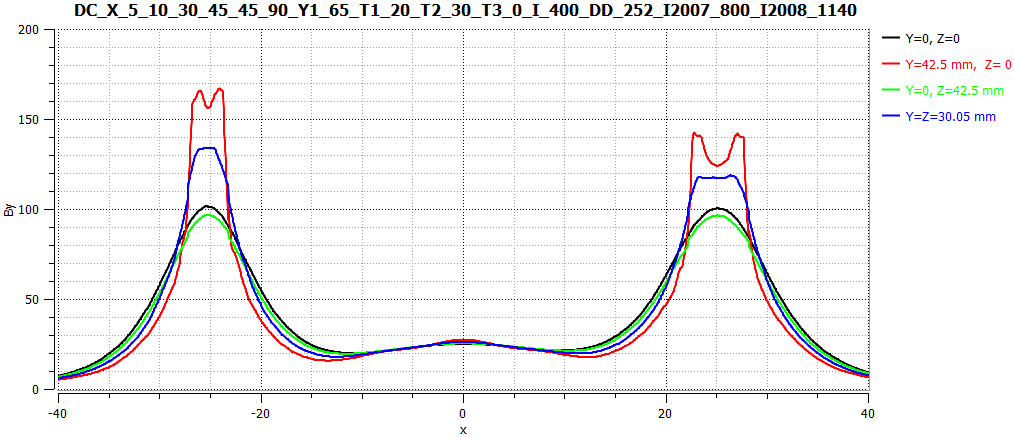 DC_X_5_10_30_45_45_90_Y1_65_T1_20_T2_30_T3_0_I_400_DD_252_I2007_800_I2008_1140
200
150
100
50
0
By
-40
-20
0
20
40
x
Y=0, Z=0
Y=42.5 mm, Z= 0
Y=0, Z=42.5 mm
Y=Z=30.05 mm